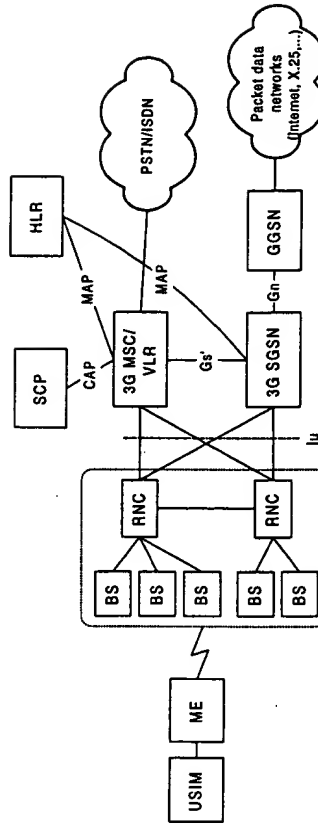 USIM
ME
BS
BS
BS
BS
BS
RNC
RNC
Iu
SCP
HLR
CAP
MAP
MAP
3G MSC/
VLR
Gs'
3G SGSN
Gn
GGSN
PSTN/ISDN
Packet data
networks
(Internet, X.25,...)